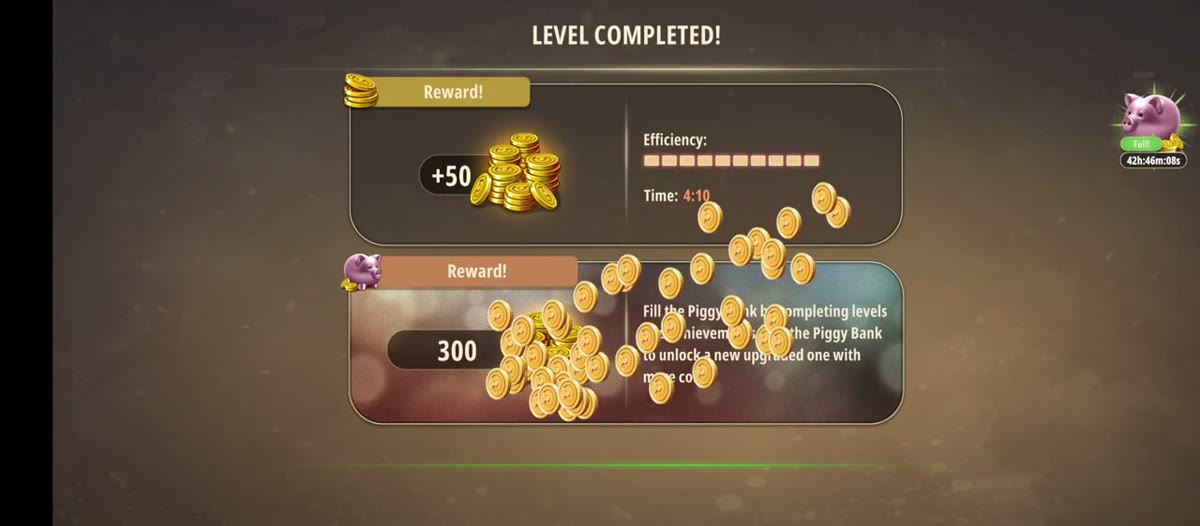 LEVEL COMPLETED!
Reward!
+50
Efficiency:
Time: 4:10
Full!
42h:46m:08s
Reward!
300
Fill the Piggy completing levels
the Piggy Bank
to unlock a new upgraded one with